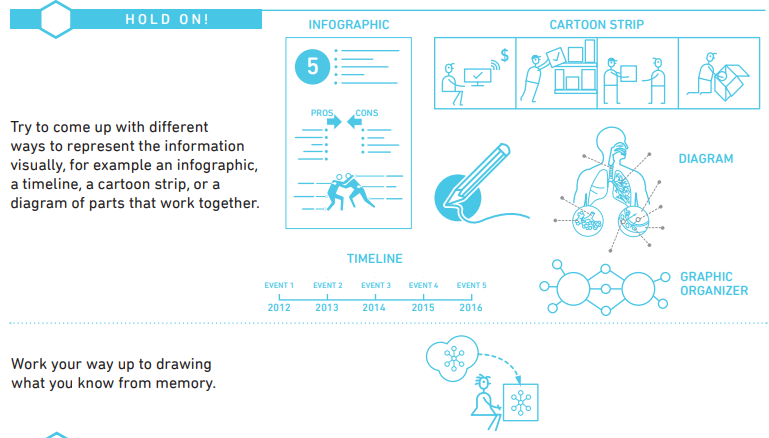 HOLD ON!
Try to come up with different
ways to represent the information
visually, for example an infographic,
a timeline, a cartoon strip, or a
diagram of parts that work together.
INFOGRAPHIC
5
PROS
CONS
CARTOON STRIP
$
DIAGRAM
TIMELINE
EVENT 1 EVENT 2 EVENT 3 EVENT 4 EVENT 5
2012 2013 2014 2015 2016
GRAPHIC
ORGANIZER
Work your way up to drawing
what you know from memory.